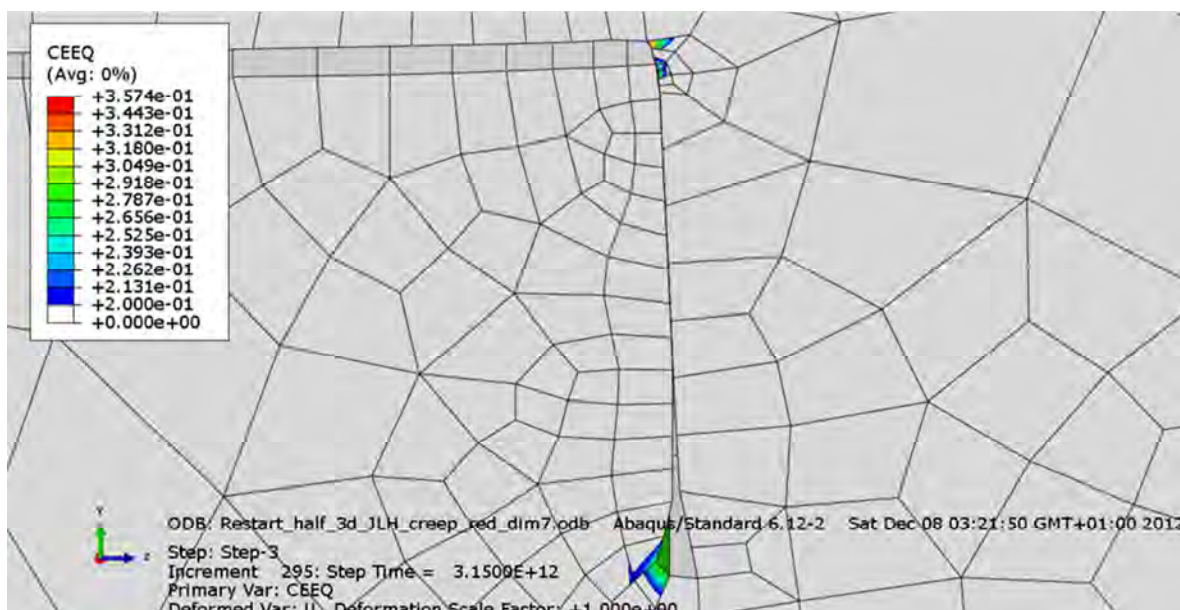 CEEQ
(Avg: 0%)
+3.574e-01
+3.443e-01
+3.312e-01
+3.180e-01
+3.049e-01
+2.918e-01
+2.787e-01
+2.656e-01
+2.525e-01
+2.393e-01
+2.262e-01
+2.131e-01
+2.000e-01
+0.000e+00
Y
Z
ODB: Restart_half_3d_JLH_creep_red_dim7.odb Abaqus/Standard 6.12-2 Sat Dec 08 03:21:50 GMT+01:00 2012
Step: Step-3
Increment 295: Step Time = 3.1500E+12
Primary Var: CEEQ
Deformed Var: U Deformation Scale Factor: +1.000e+00